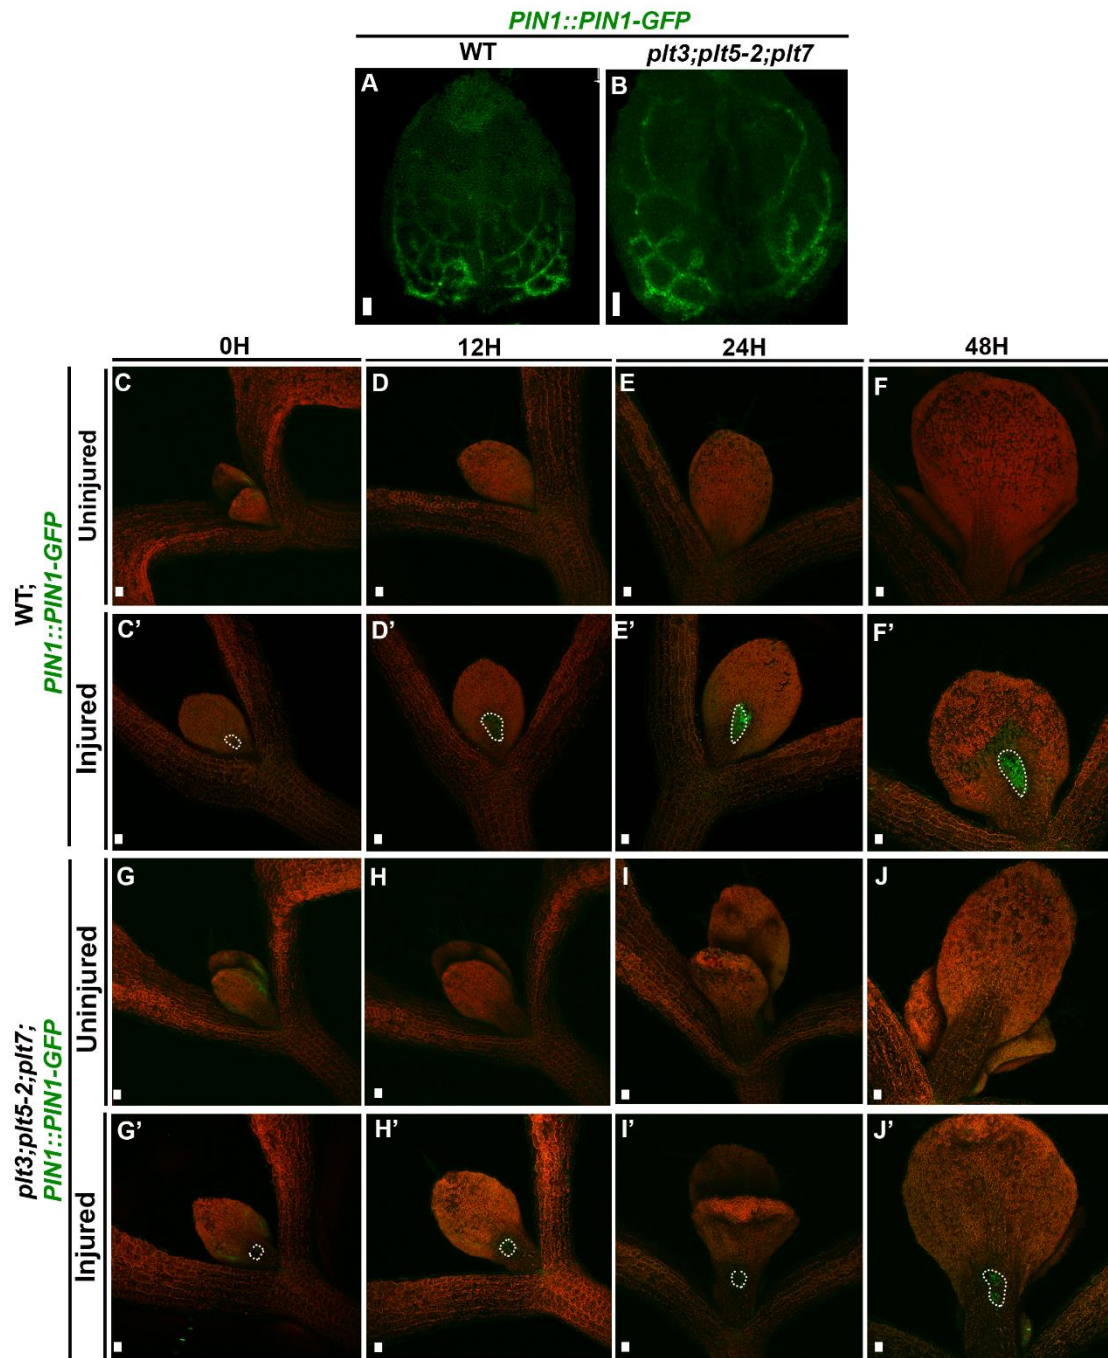 PIN1::PIN1-GFP
WT
plt3;plt5-2;plt7
A
B
0H
12H
24H
48H
WT;
PIN1::PIN1-GFP
Uninjured
C
D
E
F
Injured
C’
D’
E’
F’
plt3;plt5-2;plt7;
PIN1::PIN1-GFP
Uninjured
G
H
I
J
Injured
G’
H’
I’
J’